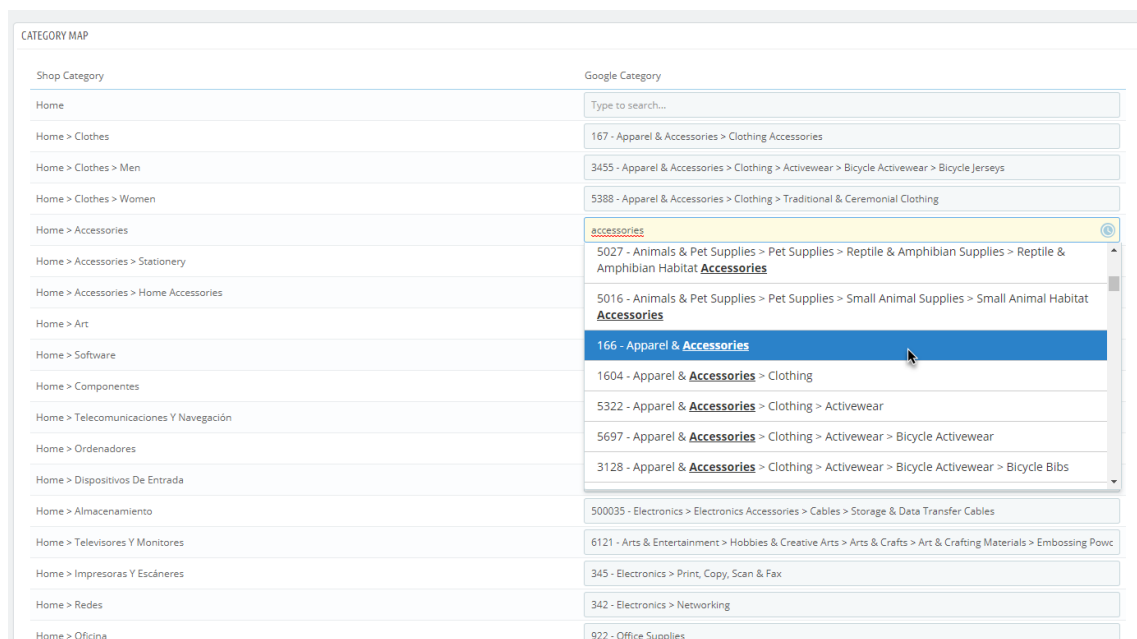 CATEGORY MAP
Shop Category Google Category
Home Type to search...
Home > Clothes 167 - Apparel & Accessories > Clothing Accessories
Home > Clothes > Men 3455 - Apparel & Accessories > Clothing > Activewear > Bicycle Activewear > Bicycle Jerseys
Home > Clothes > Women 5388 - Apparel & Accessories > Clothing > Traditional & Ceremonial Clothing
Home > Accessories accessories
5027 - Animals & Pet Supplies > Pet Supplies > Reptile & Amphibian Supplies > Reptile &
Home > Accessories > Stationery Amphibian Habitat Accessories
Home > Accessories > Home Accessories 5016 - Animals & Pet Supplies > Pet Supplies > Small Animal Supplies > Small Animal Habitat
Accessories
Home > Art
Home > Software 166 - Apparel & Accessories
Home > Components 1604 - Apparel & Accessories > Clothing
Home > Telecomunicaciones Y Navegación 5322 - Apparel & Accessories > Clothing > Activewear
Home > Ordenadores 5697 - Apparel & Accessories > Clothing > Activewear > Bicycle Activewear
Home > Dispositivos De Entrada 3128 - Apparel & Accessories > Clothing > Activewear > Bicycle Activewear > Bicycle Bibs
Home > Almacenamiento 500035 - Electronics > Electronics Accessories > Cables > Storage & Data Transfer Cables
Home > Televisores Y Monitores 6121 - Arts & Entertainment > Hobbies & Creative Arts > Arts & Crafts > Art & Crafting Materials > Embossing Powc
Home > Impresoras Y Escáneres 345 - Electronics > Print, Copy, Scan & Fax
Home > Redes 342 - Electronics > Networking
Home > Oficina 922 - Office Supplies